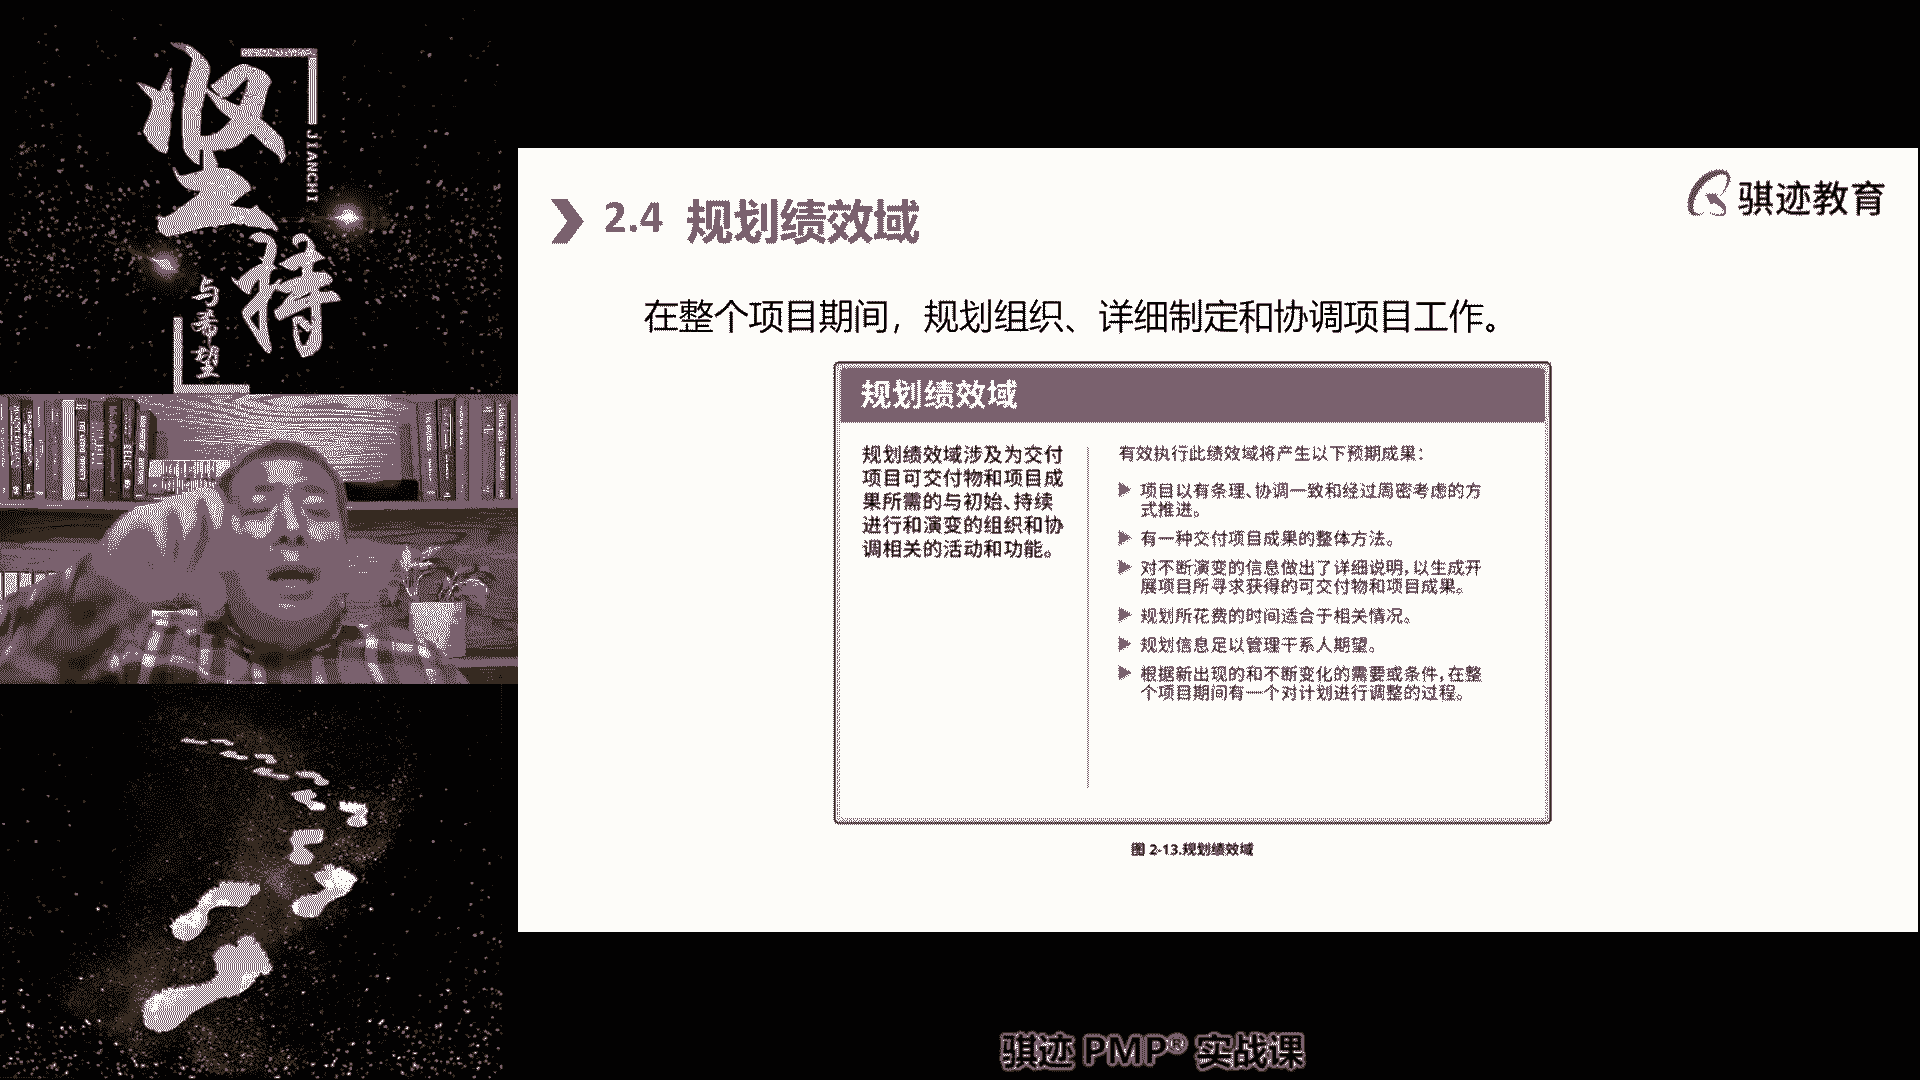 坚持
JIANCHI
与希望
骐迹教育
2.4 规划绩效域
在整个项目期间，规划组织、详细制定和协调项目工作。
规划绩效域
规划绩效域涉及为交付
项目可交付物和项目成
果所需的与初始、持续
进行和演变的组织和协
调相关的活动和功能。
有效执行此绩效域将产生以下预期成果：
项目以有条理、协调一致和经过周密考虑的方
式推进。
有一种交付项目成果的整体方法。
对不断演变的信息做出了详细说明，以生成开
展项目所寻求获得的可交付物和项目成果。
规划所花费的时间适合于相关情况。
规划信息足以管理干系人期望。
根据新出现的和不断变化的需要或条件，在整
个项目期间有一个对计划进行调整的过程。
图 2-13.规划绩效域
骐迹 PMP® 实战课